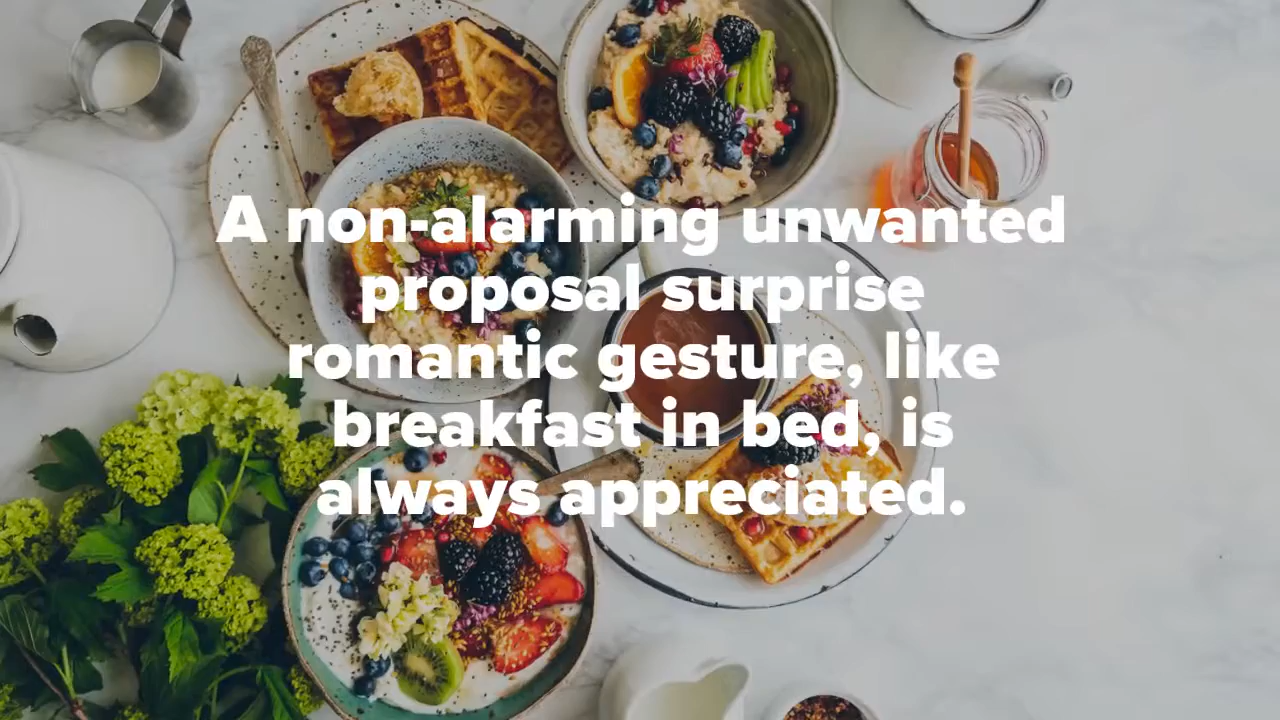 A non-alarming unwanted
proposal surprise
romantic gesture, like
breakfast in bed, is
always appreciated.